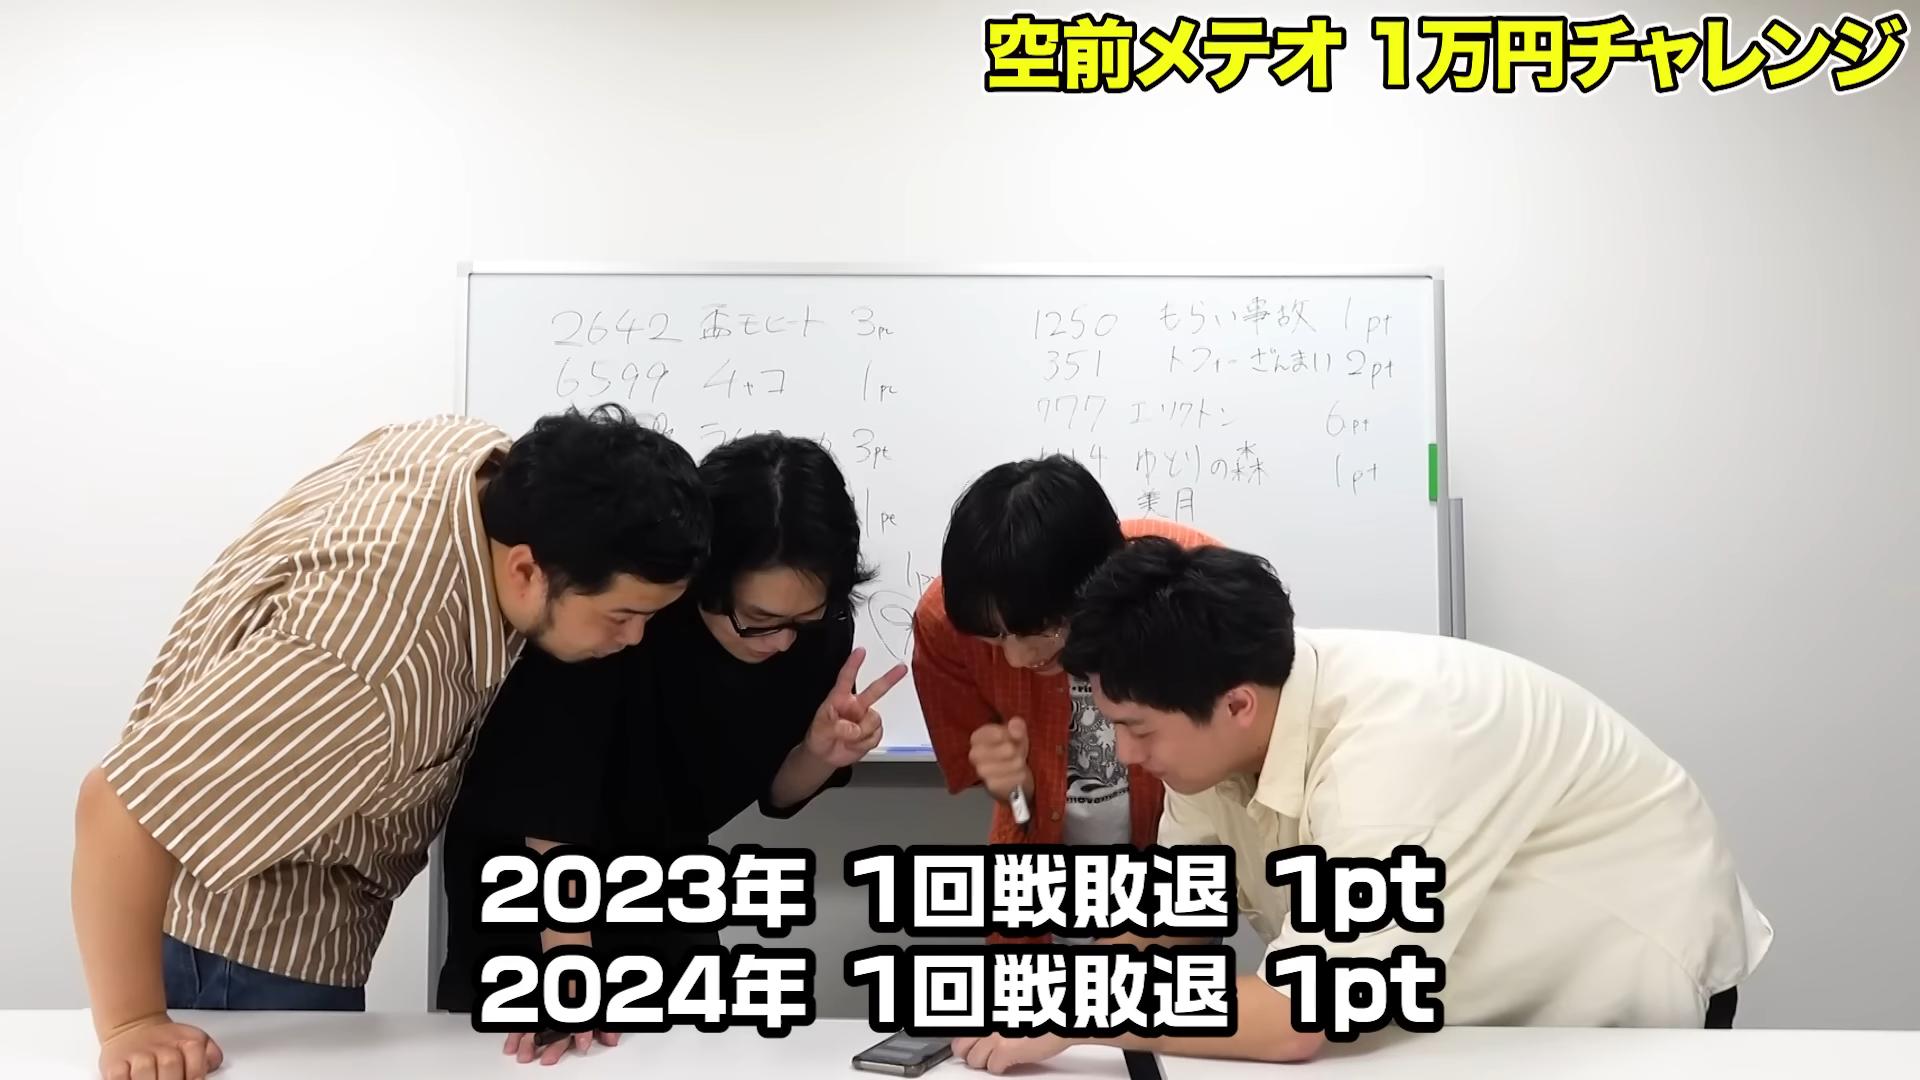 空前メテオ 1万円チャレンジ
2642 盃モヒート 3pt
6599 チャコ 1pt
3pt
1pt
1250 もらい事故 1pt
351 トフィーざんまい 2pt
777 エリクトン 6pt
ゆとりの森 1pt
美月
2023年 1回戦敗退 1pt
2024年 1回戦敗退 1pt